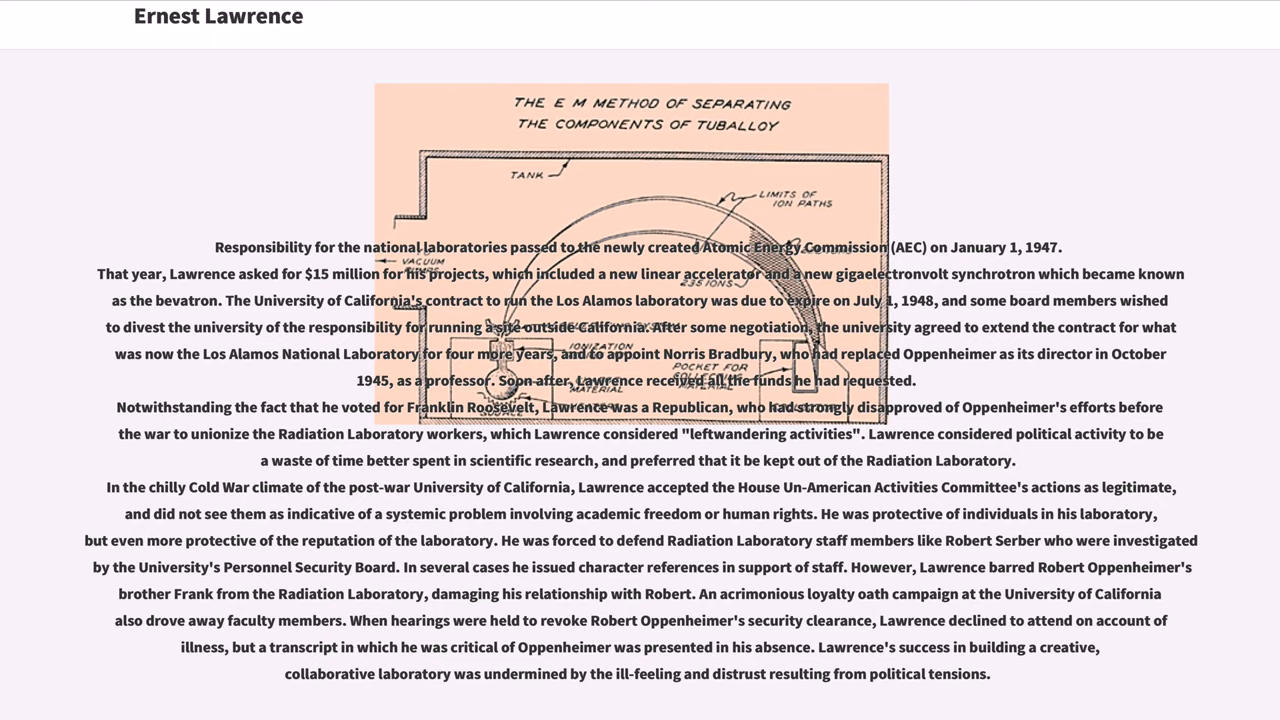 Ernest Lawrence
THE E M METHOD OF SEPARATING
THE COMPONENTS OF TUBALLOY
TANK
LIMITS OF
ION PATHS
Responsibility for the national laboratories passed to the newly created Atomic Energy Commission (AEC) on January 1, 1947.
VACUUM
That year, Lawrence asked for $15 million for his projects, which included a new linear accelerator and a new gigaelectronvolt synchrotron which became known
235 IONS
as the bevatron. The University of California's contract to run the Los Alamos laboratory was due to expire on July 1, 1948, and some board members wished
to divest the university of the responsibility for running a site outside California. After some negotiation, the university agreed to extend the contract for what
IONIZATION
was now the Los Alamos National Laboratory for four more years, and to appoint Norris Bradbury, who had replaced Oppenheimer as its director in October
POCKET FOR
1945, as a professor. Soon after, Lawrence received all the funds he had requested.
MATERIAL
MATERIAL
Notwithstanding the fact that he voted for Franklin Roosevelt, Lawrence was a Republican, who had strongly disapproved of Oppenheimer's efforts before
SOURCE
the war to unionize the Radiation Laboratory workers, which Lawrence considered "leftwandering activities". Lawrence considered political activity to be
a waste of time better spent in scientific research, and preferred that it be kept out of the Radiation Laboratory.
In the chilly Cold War climate of the post-war University of California, Lawrence accepted the House Un-American Activities Committee's actions as legitimate,
and did not see them as indicative of a systemic problem involving academic freedom or human rights. He was protective of individuals in his laboratory,
but even more protective of the reputation of the laboratory. He was forced to defend Radiation Laboratory staff members like Robert Serber who were investigated
by the University's Personnel Security Board. In several cases he issued character references in support of staff. However, Lawrence barred Robert Oppenheimer's
brother Frank from the Radiation Laboratory, damaging his relationship with Robert. An acrimonious loyalty oath campaign at the University of California
also drove away faculty members. When hearings were held to revoke Robert Oppenheimer's security clearance, Lawrence declined to attend on account of
illness, but a transcript in which he was critical of Oppenheimer was presented in his absence. Lawrence's success in building a creative,
collaborative laboratory was undermined by the ill-feeling and distrust resulting from political tensions.